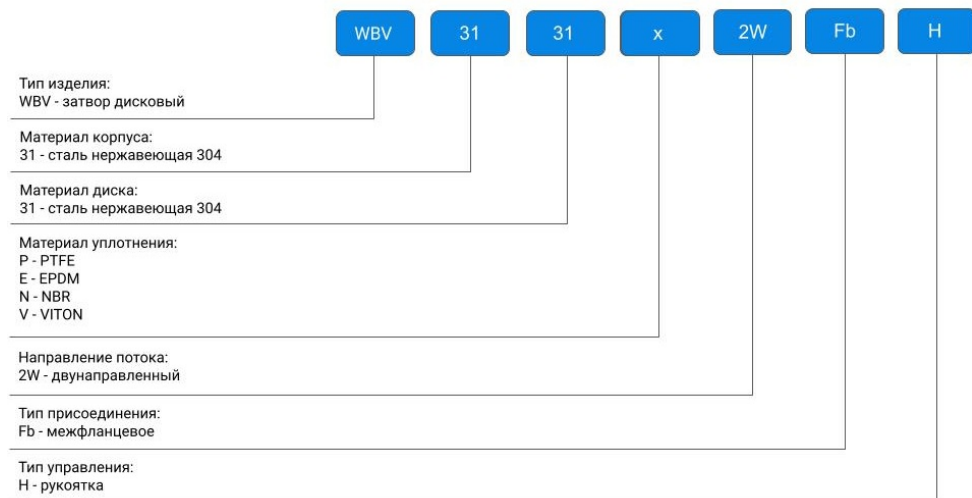 WBV 31 31 x 2W Fb H
Тип изделия:
WBV - затвор дисковый
Материал корпуса:
31 - сталь нержавеющая 304
Материал диска:
31 - сталь нержавеющая 304
Материал уплотнения:
P - PTFE
E - EPDM
N - NBR
V - VITON
Направление потока:
2W - двунаправленный
Тип присоединения:
Fb - межфланцевое
Тип управления:
H - рукоятка